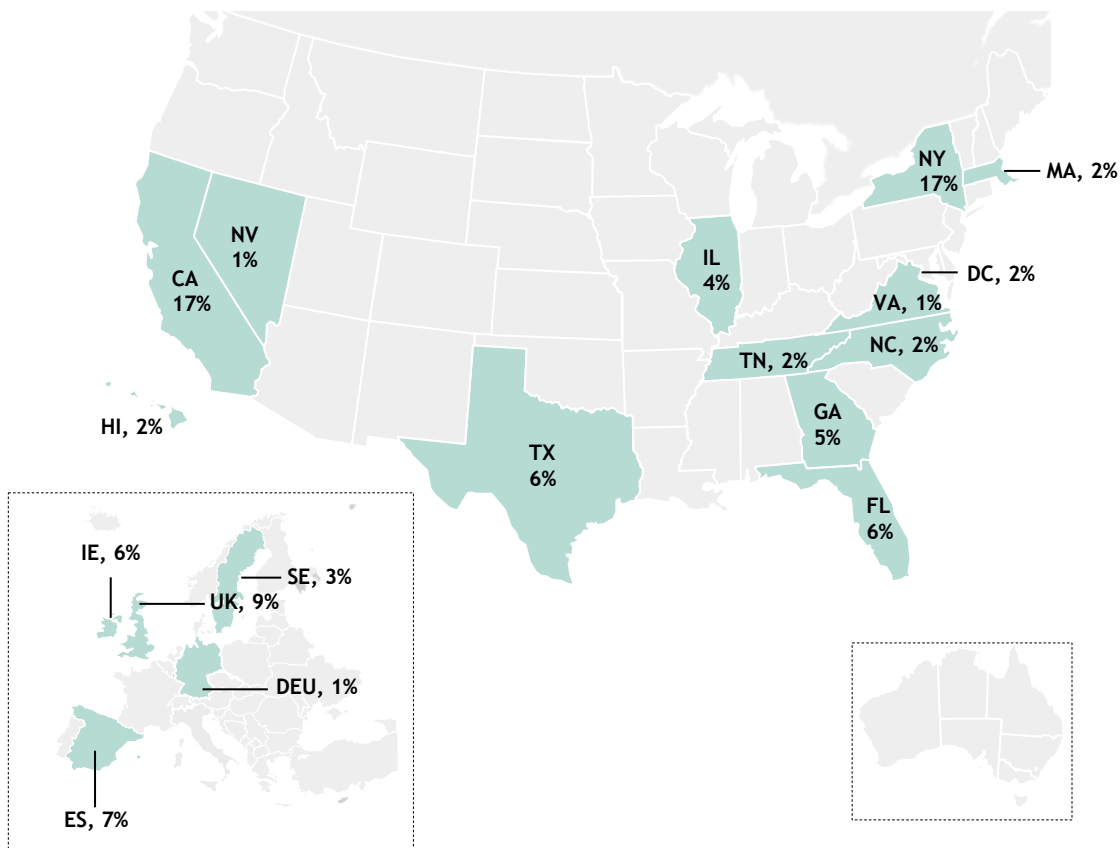 NY
17%
MA, 2%
NV
1%
IL
4%
CA
17%
DC, 2%
VA, 1%
NC, 2%
TN, 2%
HI, 2%
GA
5%
TX
6%
FL
6%
IE, 6%
SE, 3%
UK, 9%
DEU, 1%
ES, 7%